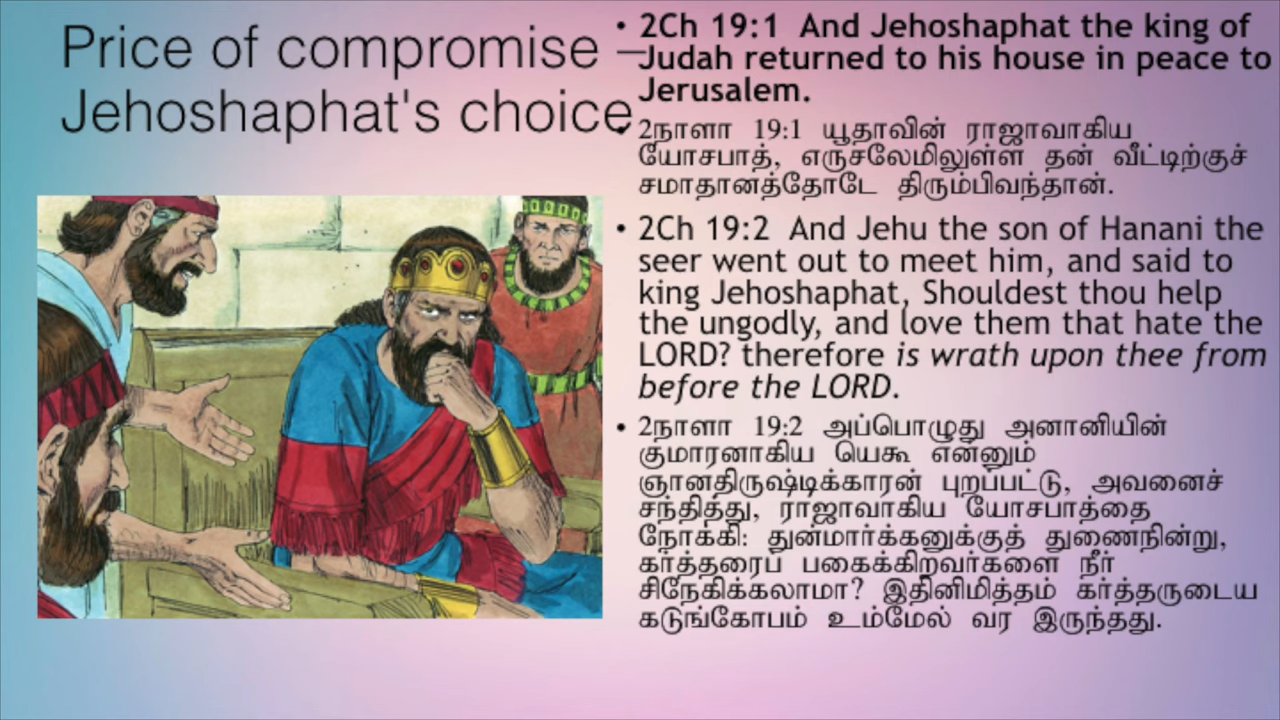 Price of compromise –
Jehoshaphat's choice
• 2Ch 19:1 And Jehoshaphat the king of
Judah returned to his house in peace to
Jerusalem.
• 2நாளா 19:1 யூதாவின் ராஜாவாகிய
யோசபாத், எருசலேமிலுள்ள தன் வீட்டிற்குச்
சமாதானத்தோடே திரும்பிவந்தான்.
• 2Ch 19:2 And Jehu the son of Hanani the
seer went out to meet him, and said to
king Jehoshaphat, Shouldest thou help
the ungodly, and love them that hate the
LORD? therefore is wrath upon thee from
before the LORD.
• 2நாளா 19:2 அப்பொழுது அனானியின்
குமாரனாகிய யெகூ என்னும்
ஞானதிருஷ்டிக்காரன் புறப்பட்டு, அவனைச்
சந்தித்து, ராஜாவாகிய யோசபாத்தை
நோக்கி: துன்மார்க்கனுக்குத் துணைநின்று,
கர்த்தரைப் பகைக்கிறவர்களை நீர்
சிநேகிக்கலாமா? இதினிமித்தம் கர்த்தருடைய
கடுங்கோபம் உம்மேல் வர இருந்தது.